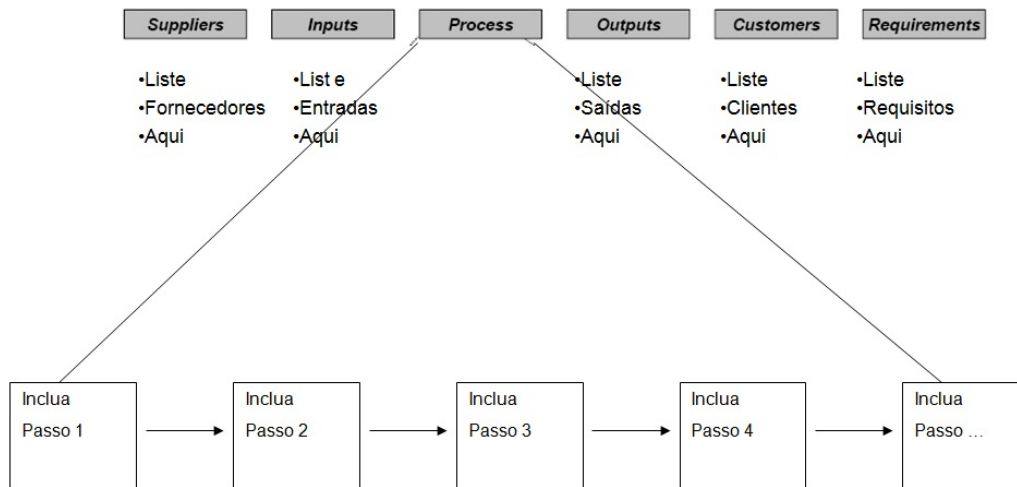 Suppliers
Inputs
Process
Outputs
Customers
Requirements
•Liste
•Fornecedores
•Aqui
•List e
•Entradas
•Aqui
•Liste
•Saídas
•Aqui
•Liste
•Clientes
•Aqui
•Liste
•Requisitos
•Aqui
Inclua
Passo 1
Inclua
Passo 2
Inclua
Passo 3
Inclua
Passo 4
Inclua
Passo ...